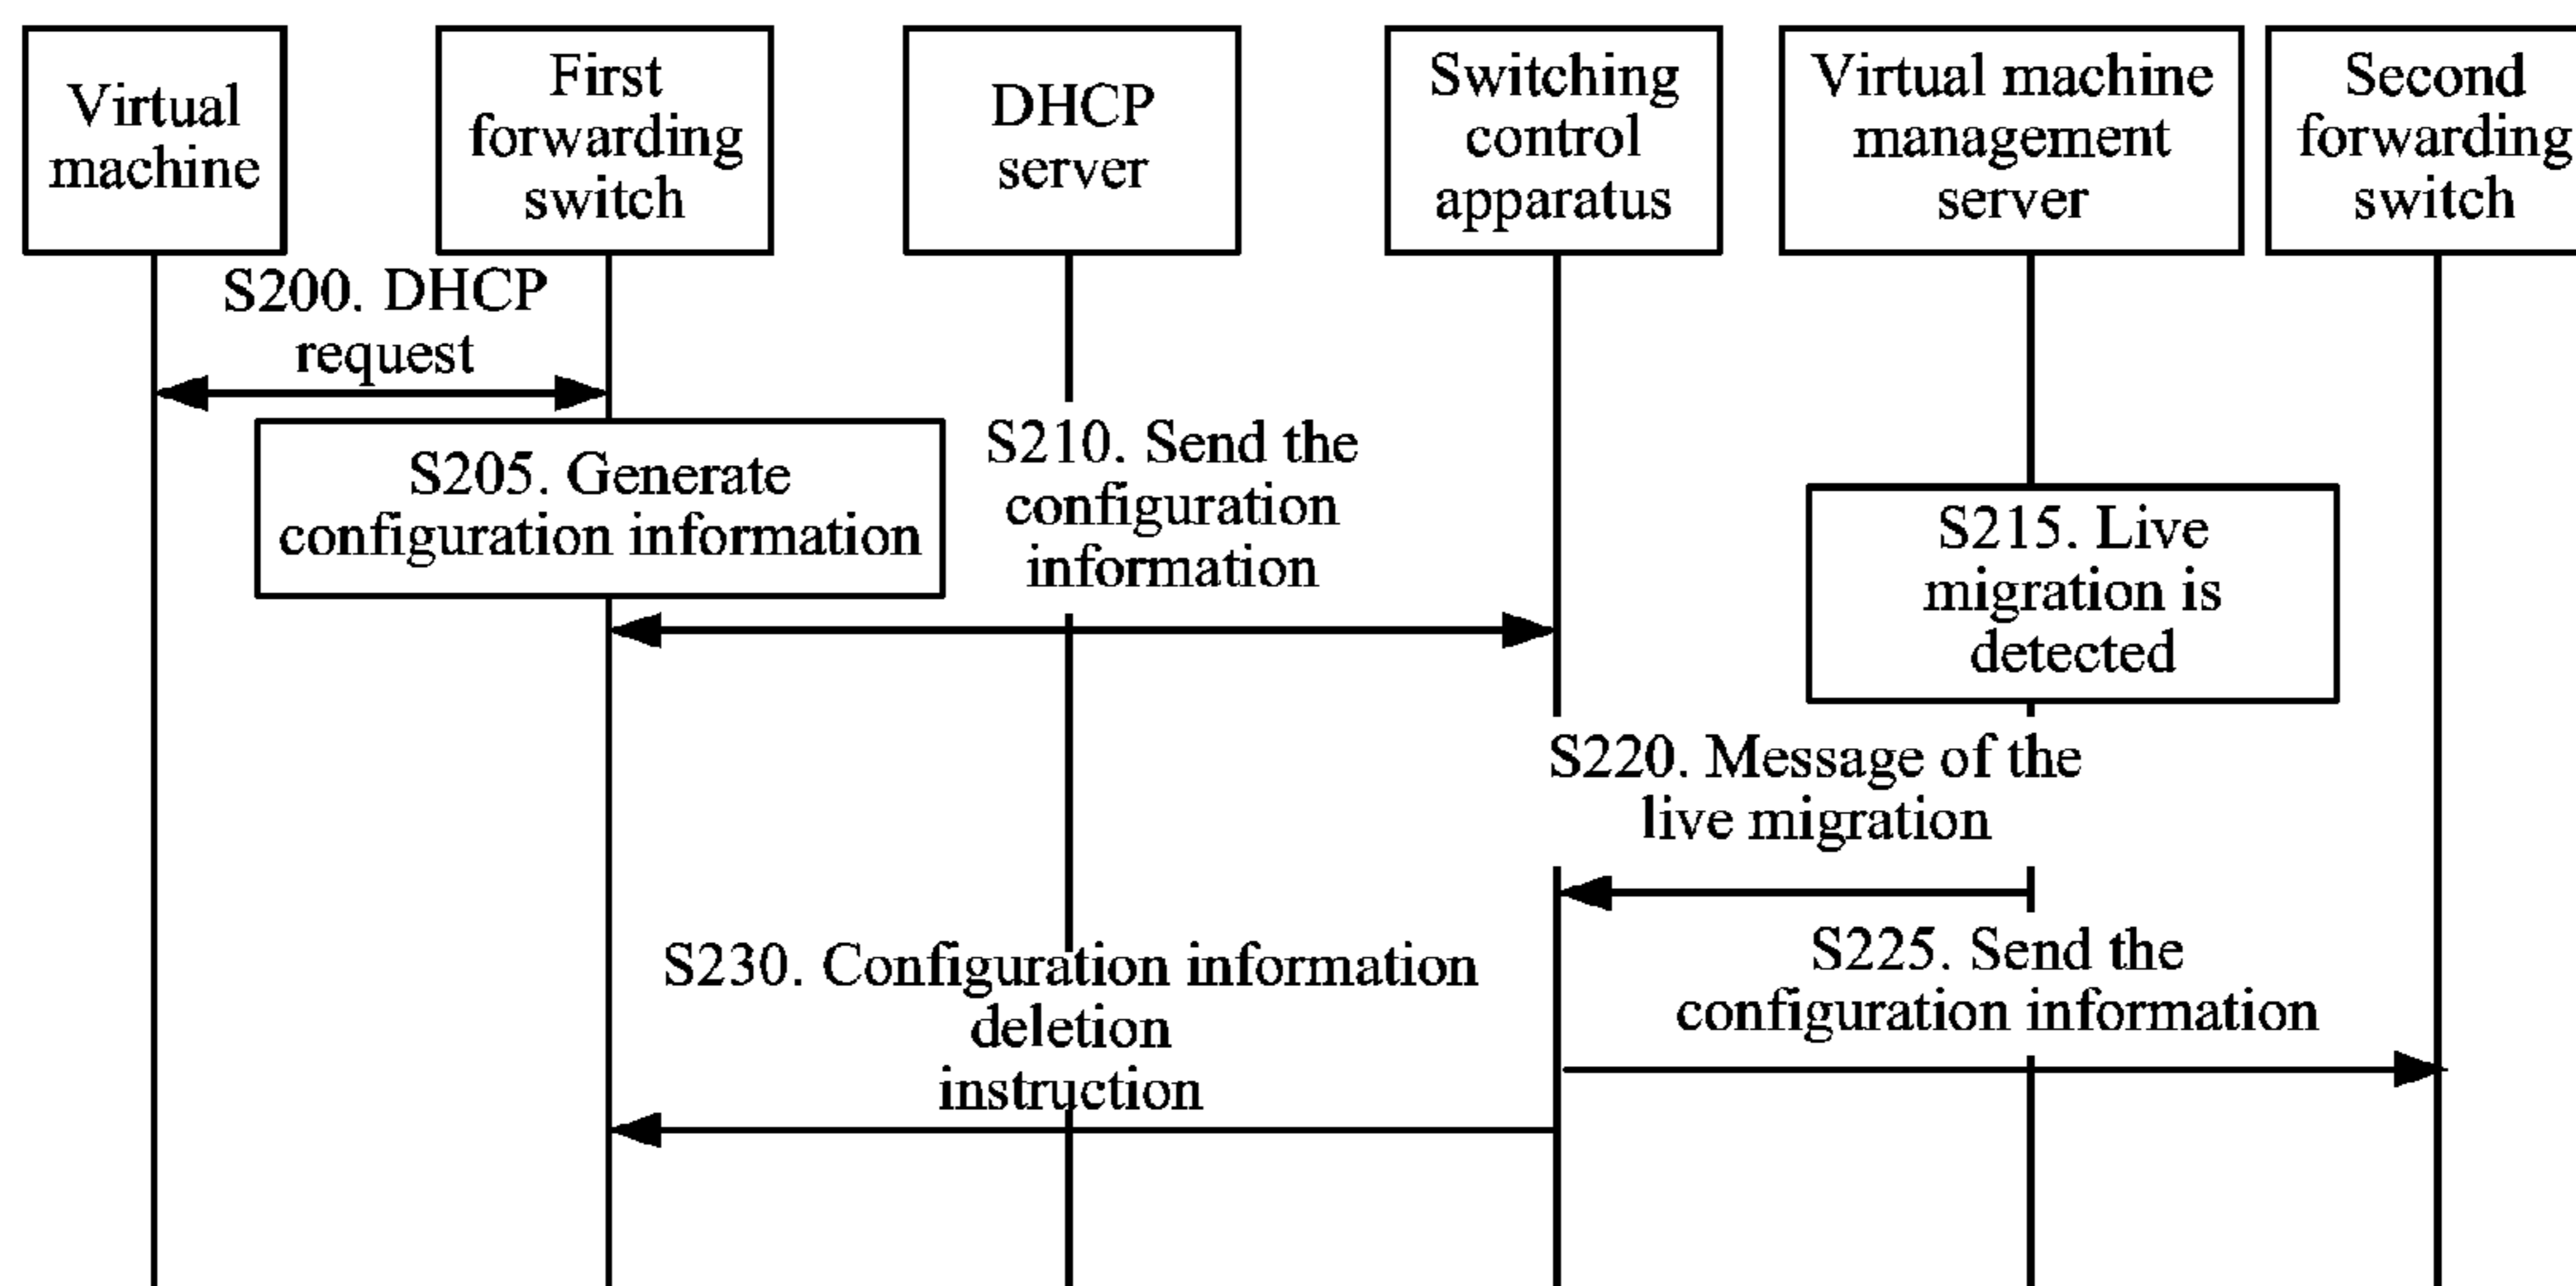 Virtual
machine
First
forwarding
switch
DHCP
server
Switching
control
apparatus
Virtual machine
management
server
Second
forwarding
switch
S200. DHCP
request
S205. Generate
configuration information
S210. Send the
configuration
information
S215. Live
migration is
detected
S220. Message of the
live migration
S225. Send the
configuration information
S230. Configuration information
deletion
instruction